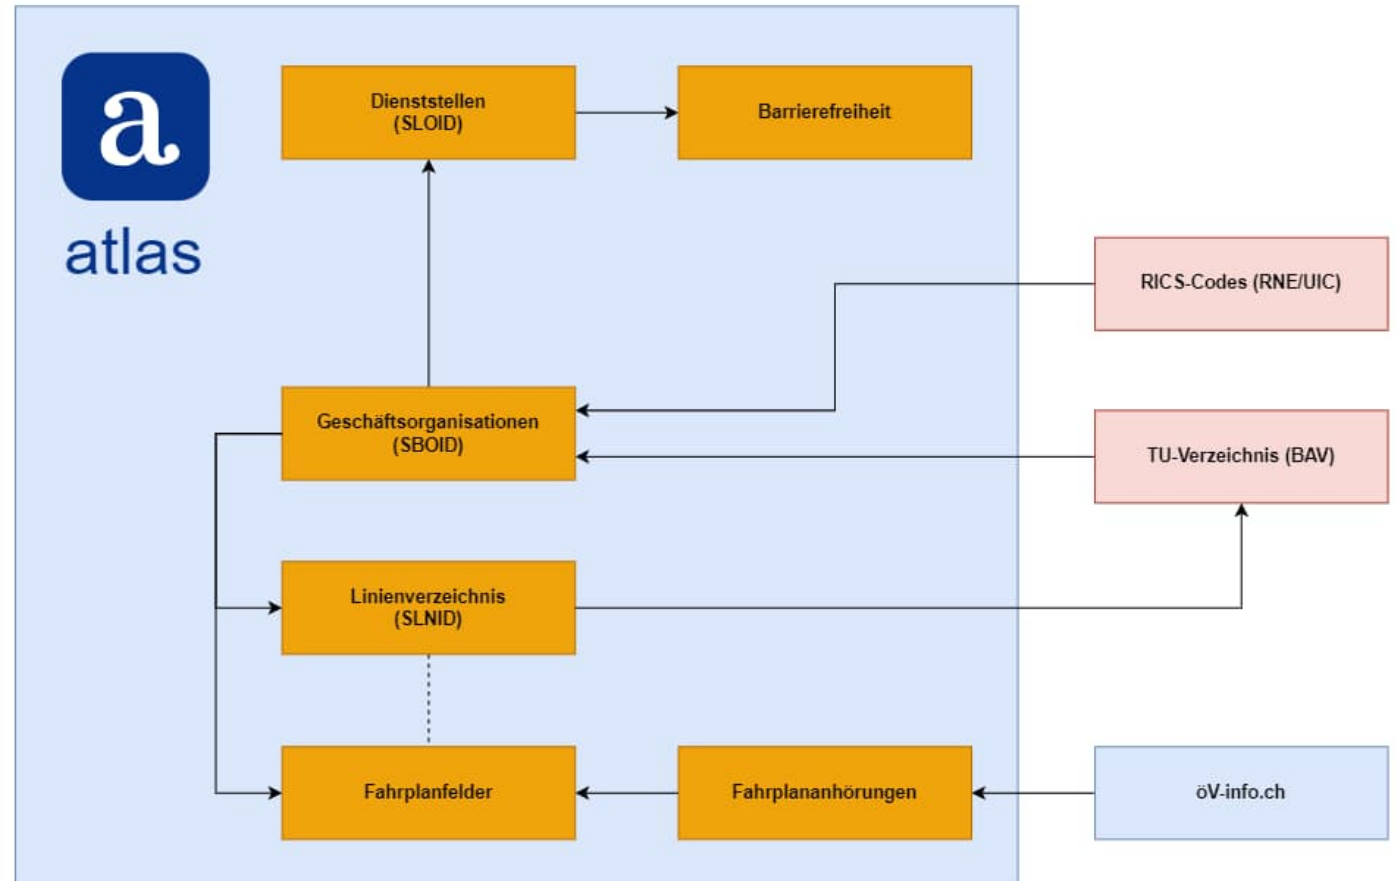 a
atlas
Dienststellen
(SLOID)
Barrierefreiheit
RICS-Codes (RNE/UIC)
Geschäftsorganisationen
(SBOID)
TU-Verzeichnis (BAV)
Linienverzeichnis
(SLNID)
Fahrplanfelder
Fahrplananhörungen
öV-info.ch